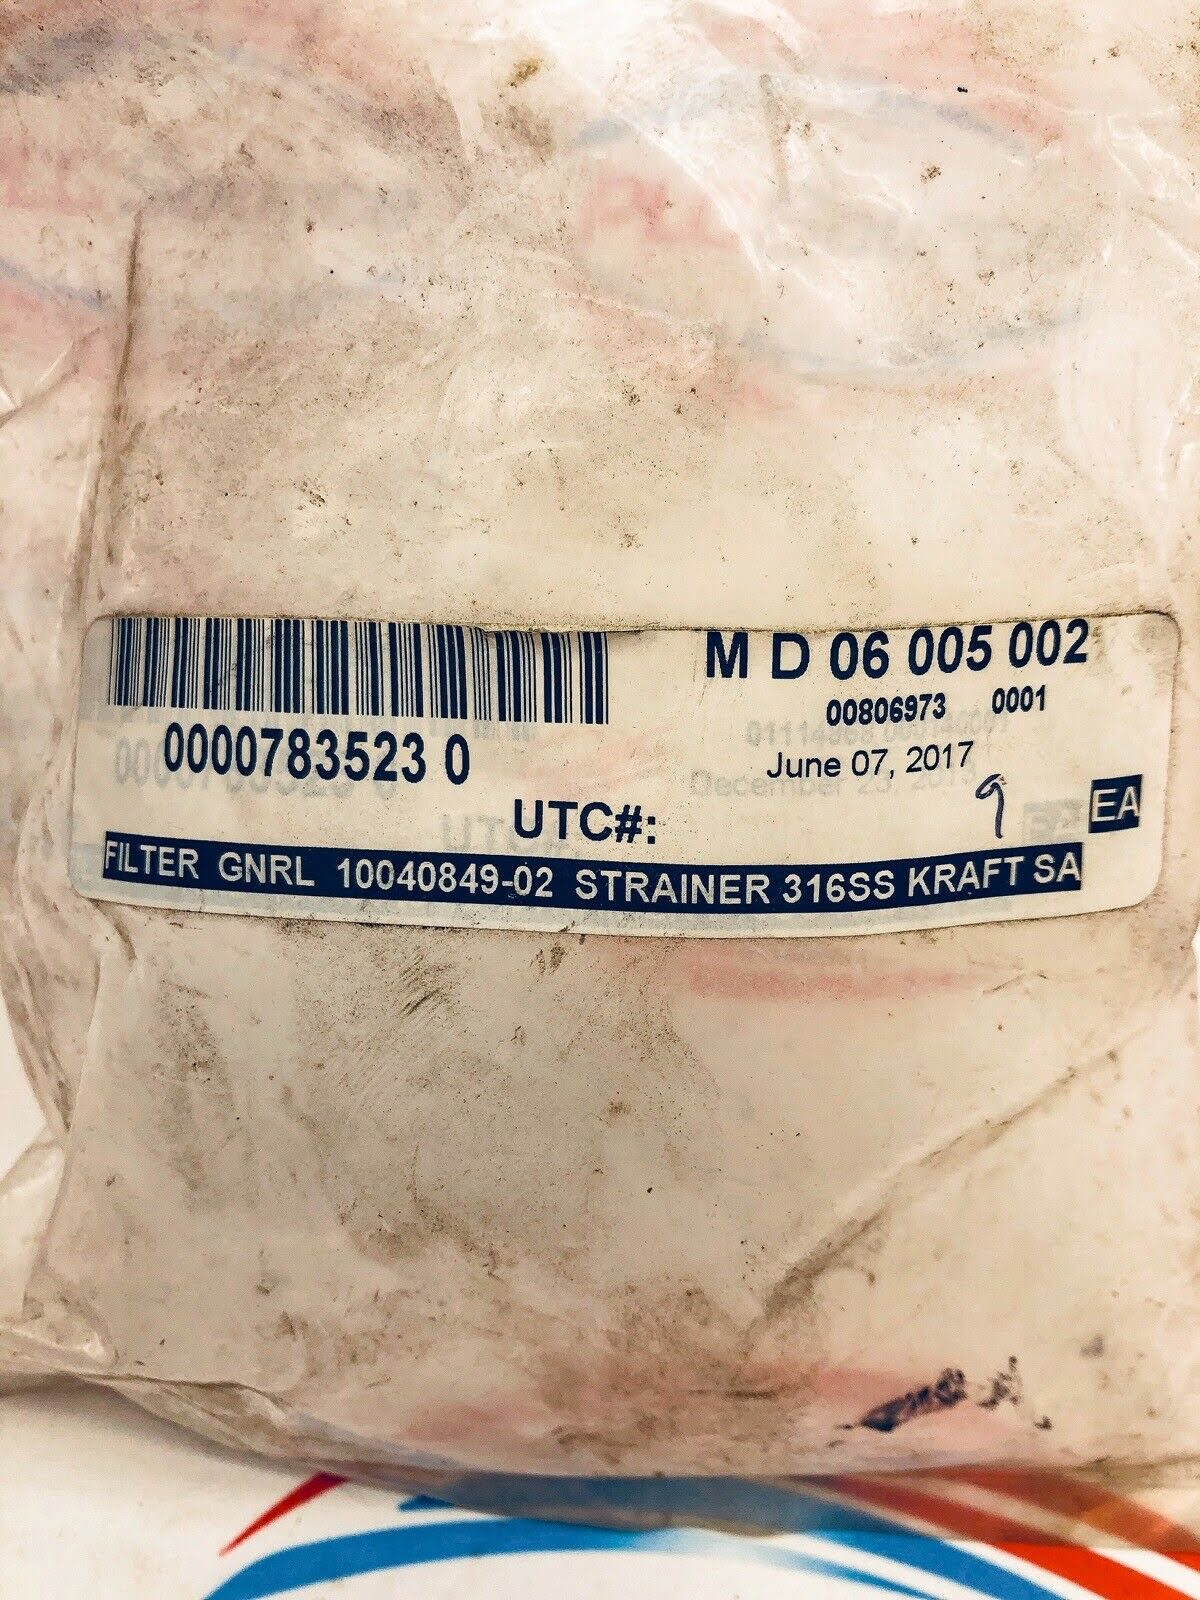 M D 06 005 002
00806973 0001
0000783523 0
June 07, 2017
9
EA
UTC#:
FILTER GNRL 10040849-02 STRAINER 316SS KRAFT SA